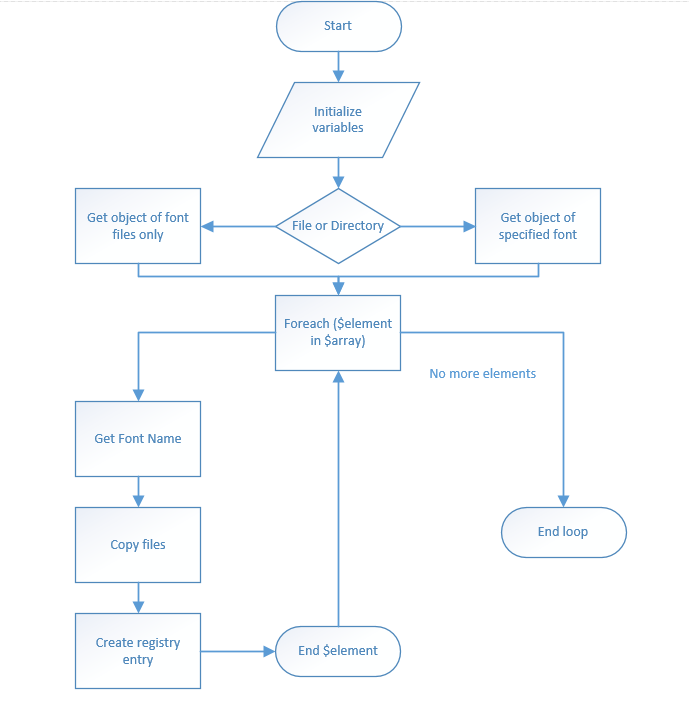 Start
Initialize
variables
Get object of font
files only
File or Directory
Get object of
specified font
Foreach ($element
in $array)
No more elements
Get Font Name
Copy files
End loop
Create registry
entry
End $element